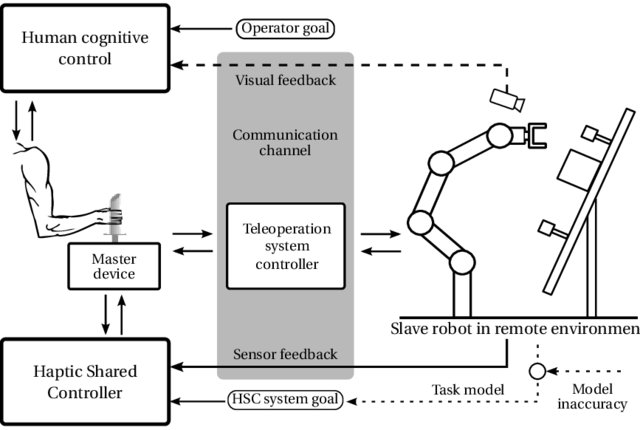 Human cognitive
control
Operator goal
Visual feedback
Communication
channel
Teleoperation
system
controller
Master
device
Slave robot in remote environmen
Sensor feedback
Haptic Shared
Controller
HSC system goal
Task model
Model
inaccuracy